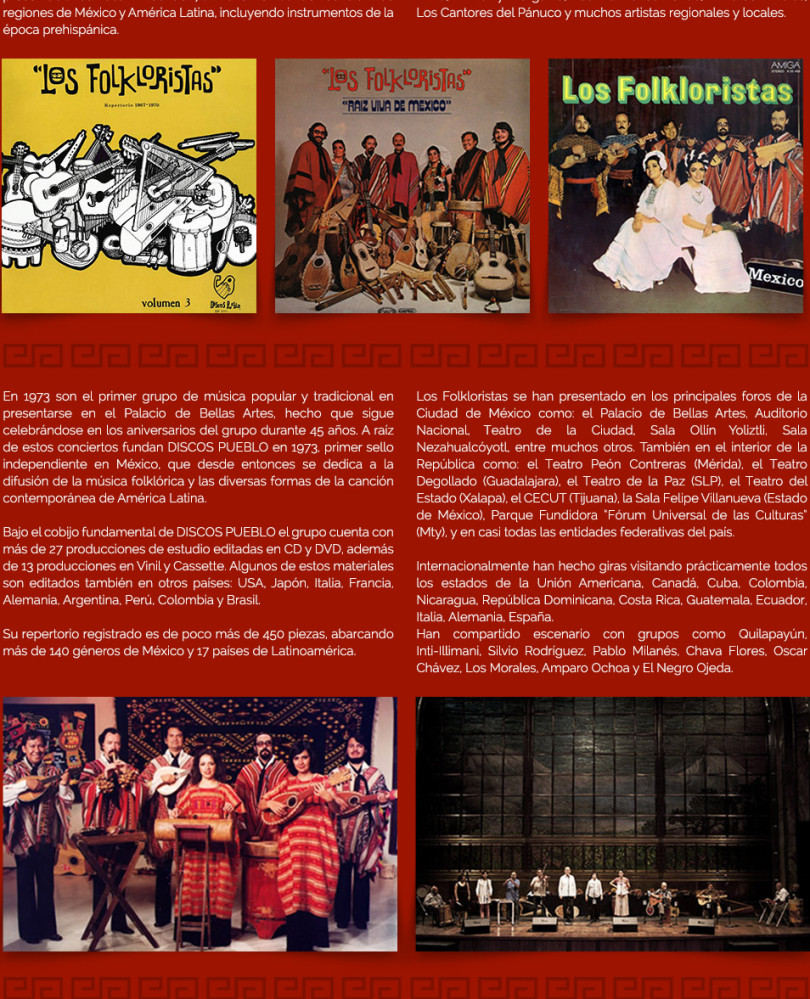 regiones de México y América Latina, incluyendo instrumentos de la
época prehispánica.
Los Cantores del Pánuco y muchos artistas regionales y locales.
"LOS FOLKLORISTAS"
Repertorio 1967-1970
volumen 3
"LOS FOLKLORISTAS"
"RAIZ VIVA DE MEXICO"
AMIGA
STEREO
Los Folkloristas
Mexico
En 1973 son el primer grupo de música popular y tradicional en
presentarse en el Palacio de Bellas Artes, hecho que sigue
celebrándose en los aniversarios del grupo durante 45 años. A raíz
de estos conciertos fundan DISCOS PUEBLO en 1973, primer sello
independiente en México, que desde entonces se dedica a la
difusión de la música folklórica y las diversas formas de la canción
contemporánea de América Latina.
Bajo el cobijo fundamental de DISCOS PUEBLO el grupo cuenta con
más de 27 producciones de estudio editadas en CD y DVD, además
de 13 producciones en Vinil y Cassette. Algunos de estos materiales
son editados también en otros países: USA, Japón, Italia, Francia,
Alemania, Argentina, Perú, Colombia y Brasil.
Su repertorio registrado es de poco más de 450 piezas, abarcando
más de 140 géneros de México y 17 países de Latinoamérica.
Los Folkloristas se han presentado en los principales foros de la
Ciudad de México como: el Palacio de Bellas Artes, Auditorio
Nacional, Teatro de la Ciudad, Sala Ollin Yoliztli, Sala
Nezahualcóyotl, entre muchos otros. También en el interior de la
República como: el Teatro Peón Contreras (Mérida), el Teatro
Degollado (Guadalajara), el Teatro de la Paz (SLP), el Teatro del
Estado (Xalapa), el CECUT (Tijuana), la Sala Felipe Villanueva (Estado
de México), Parque Fundidora "Fórum Universal de las Culturas"
(Mty), y en casi todas las entidades federativas del país.
Internacionalmente han hecho giras visitando prácticamente todos
los estados de la Unión Americana, Canadá, Cuba, Colombia,
Nicaragua, República Dominicana, Costa Rica, Guatemala, Ecuador,
Italia, Alemania, España.
Han compartido escenario con grupos como Quilapayún,
Inti-Illimani, Silvio Rodríguez, Pablo Milanés, Chava Flores, Oscar
Chávez, Los Morales, Amparo Ochoa y El Negro Ojeda.